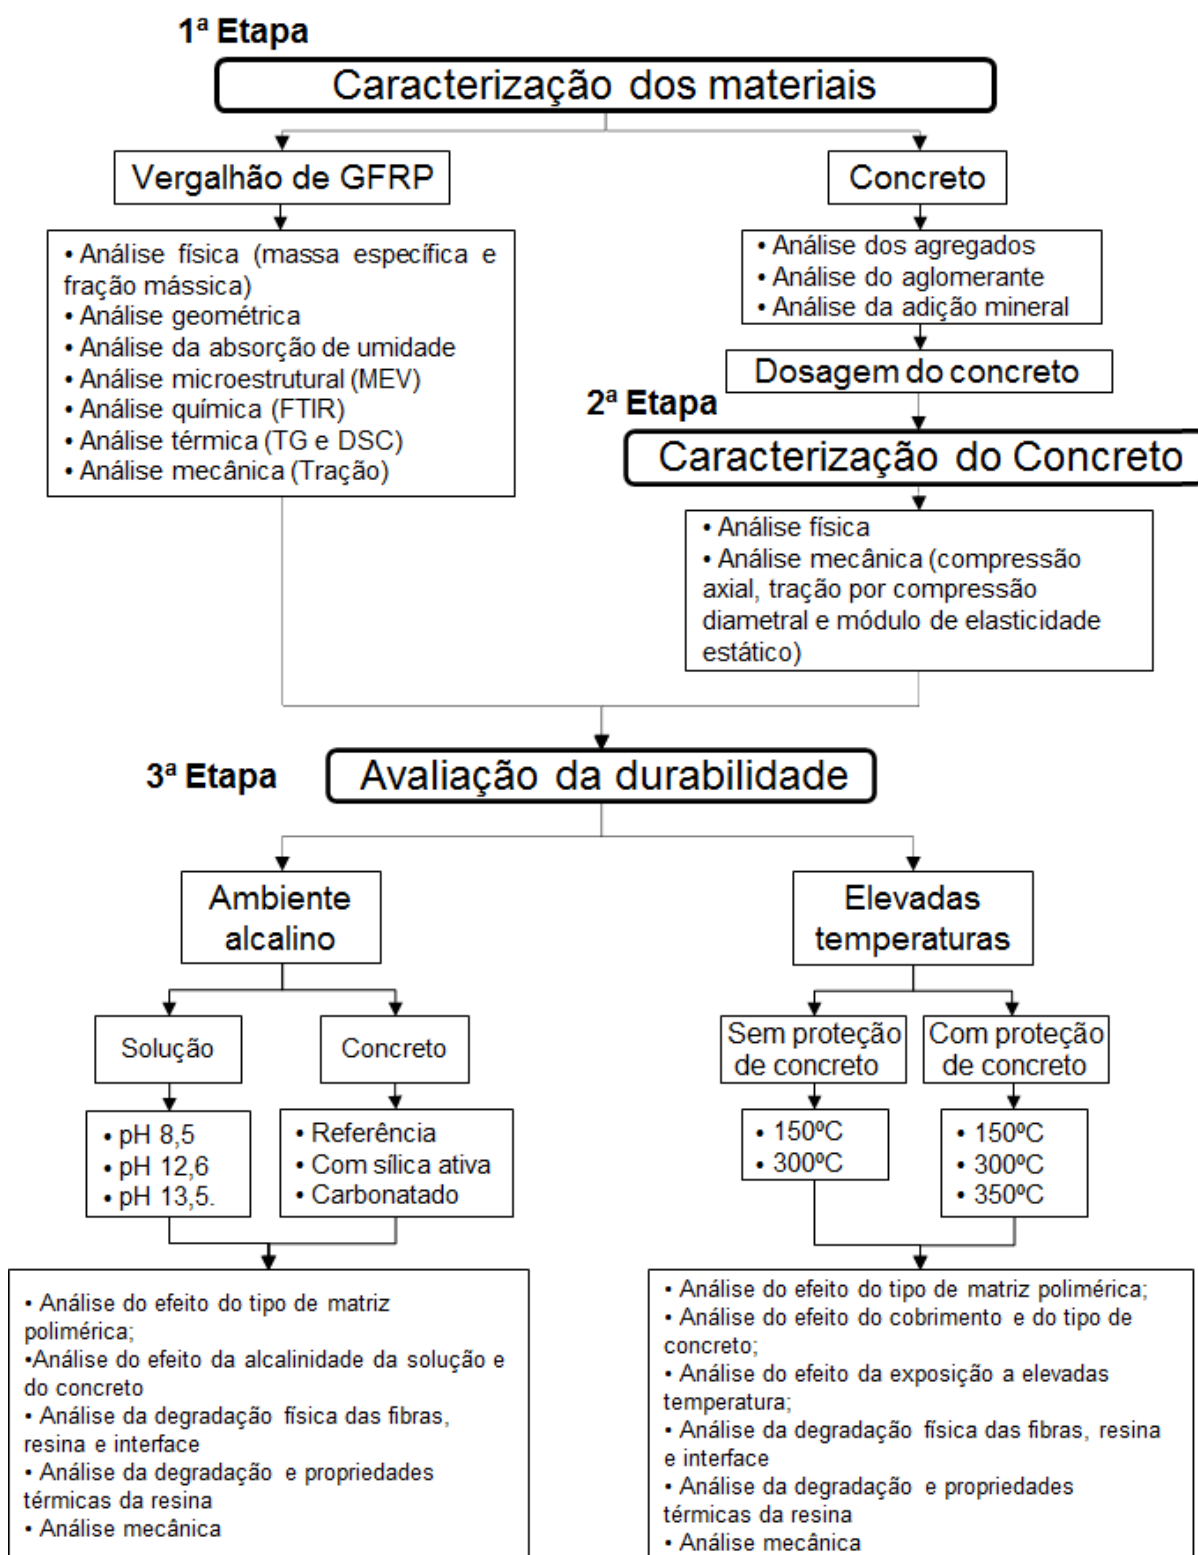 1ª Etapa
Caracterização dos materiais
Vergalhão de GFRP
Concreto
• Análise física (massa específica e
fração mássica)
• Análise geométrica
• Análise da absorção de umidade
• Análise microestrutural (MEV)
• Análise química (FTIR)
• Análise térmica (TG e DSC)
• Análise mecânica (Tração)
• Análise dos agregados
• Análise do aglomerante
• Análise da adição mineral
Dosagem do concreto
2ª Etapa
Caracterização do Concreto
• Análise física
• Análise mecânica (compressão
axial, tração por compressão
diametral e módulo de elasticidade
estático)
3ª Etapa
Avaliação da durabilidade
Ambiente
alcalino
Elevadas
temperaturas
Solução
Concreto
Sem proteção
de concreto
Com proteção
de concreto
• pH 8,5
• pH 12,6
• pH 13,5.
• Referência
• Com sílica ativa
• Carbonatado
• 150ºC
• 300ºC
• 150ºC
• 300ºC
• 350ºC
• Análise do efeito do tipo de matriz
polimérica;
•Análise do efeito da alcalinidade da solução e
do concreto
• Análise da degradação física das fibras,
resina e interface
• Análise da degradação e propriedades
térmicas da resina
• Análise mecânica
• Análise do efeito do tipo de matriz polimérica;
• Análise do efeito do cobrimento e do tipo de
concreto;
• Análise do efeito da exposição a elevadas
temperatura;
• Análise da degradação física das fibras, resina
e interface
• Análise da degradação e propriedades
térmicas da resina
• Análise mecânica